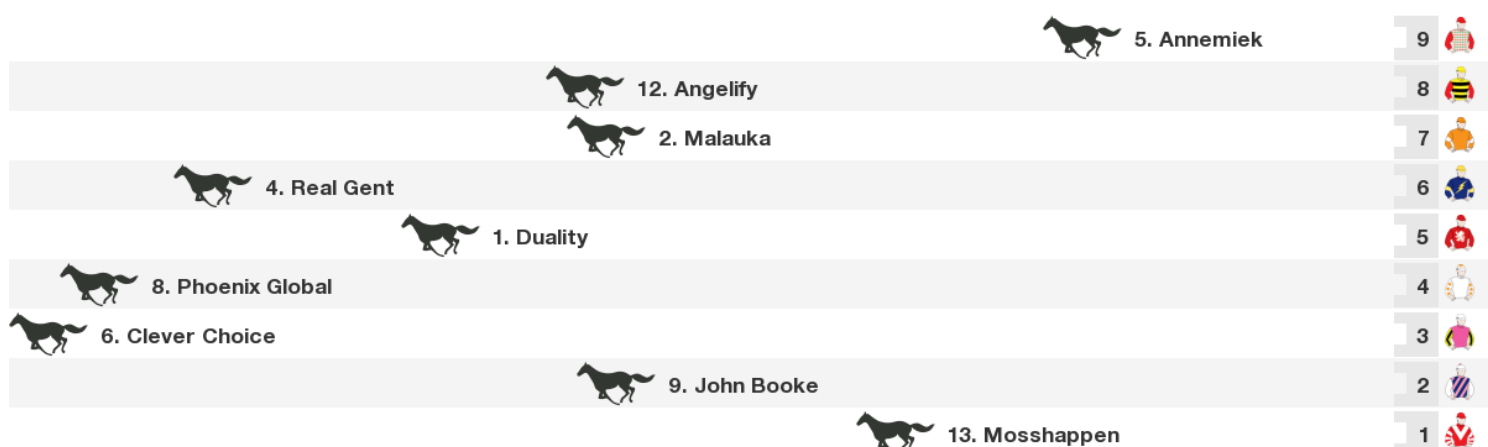 5. Annemiek 9
12. Angelify 8
2. Malauka 7
4. Real Gent 6
1. Duality 5
8. Phoenix Global 4
6. Clever Choice 3
9. John Booke 2
13. Mosshappen 1